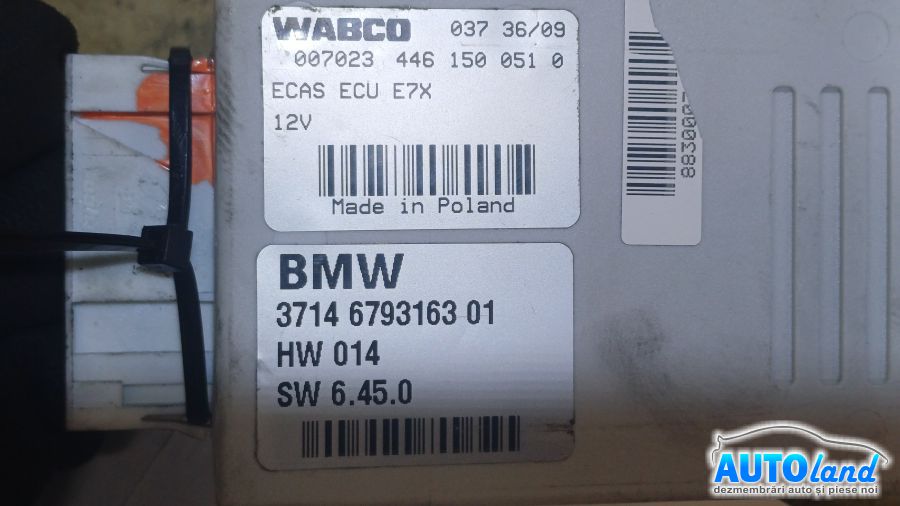 WABCO 037 36/09
007023 446 150 051 0
ECAS ECU E7X
12V
Made in Poland
BMW
3714 6793163 01
HW 014
SW 6.45.0
AUTOland
dezmembrări auto și piese noi